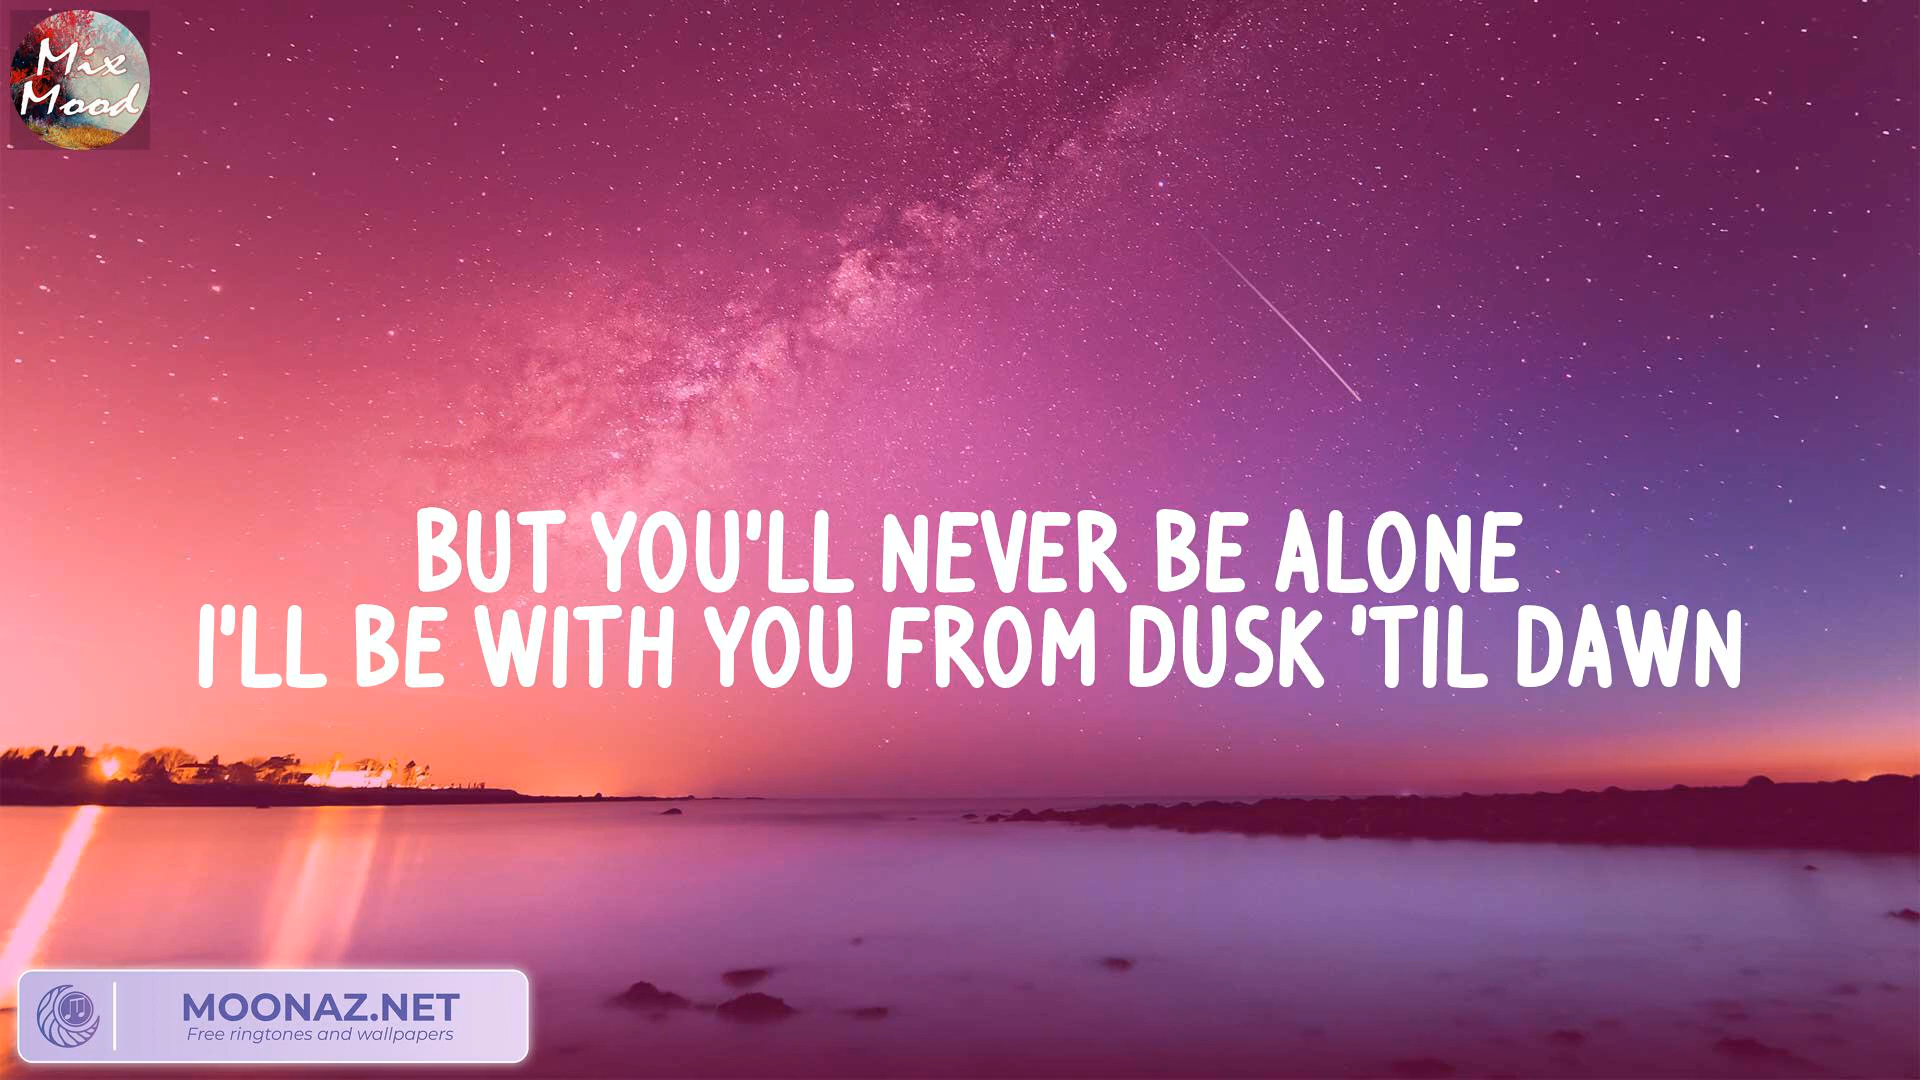 Mix
Mood
BUT YOU'LL NEVER BE ALONE
I'LL BE WITH YOU FROM DUSK 'TIL DAWN
MOONAZ.NET
Free ringtones and wallpapers